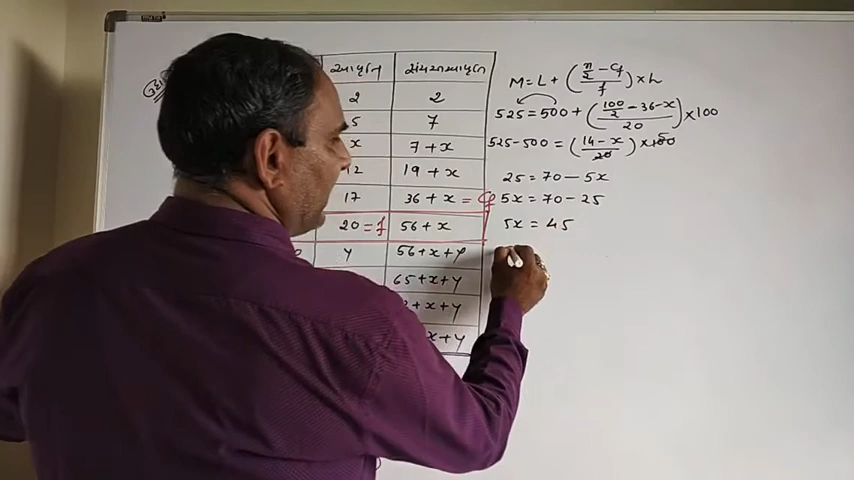 આવૃત્તિ સંચયી આવૃત્તિ
2 2
5 7
x 7 + x
12 19 + x
17 36 + x = cf
20 = f 56 + x
y 56 + x + y
65 + x + y
+ x + y
x + y
M = L + ( (n/2 - cf) / f ) × h
525 = 500 + ( (100/2 - 36 - x) / 20 ) × 100
525 - 500 = ( (14 - x) / 20 ) × 100 5
25 = 70 - 5x
5x = 70 - 25
5x = 45